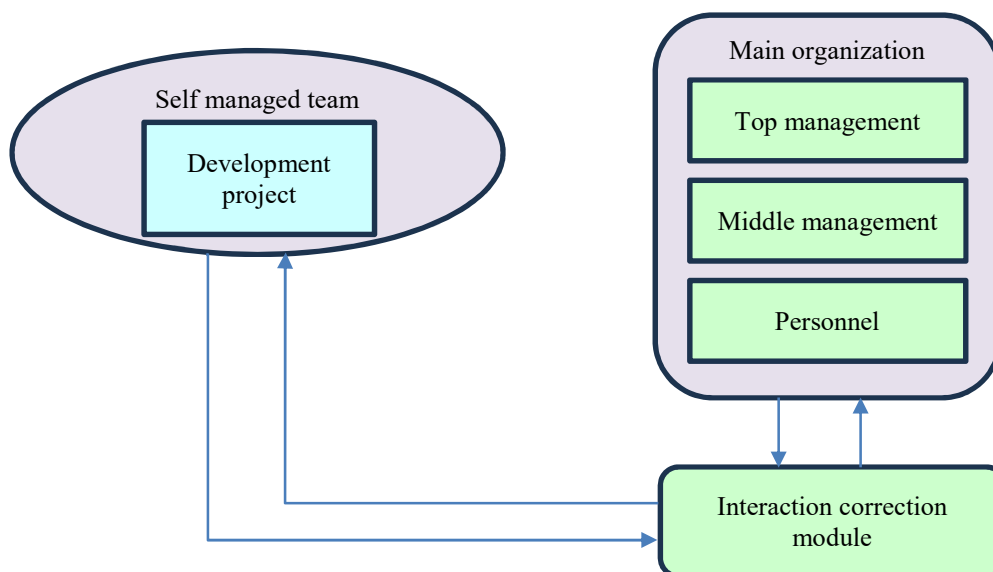 Self managed team
Development
project
Main organization
Top management
Middle management
Personnel
Interaction correction
module